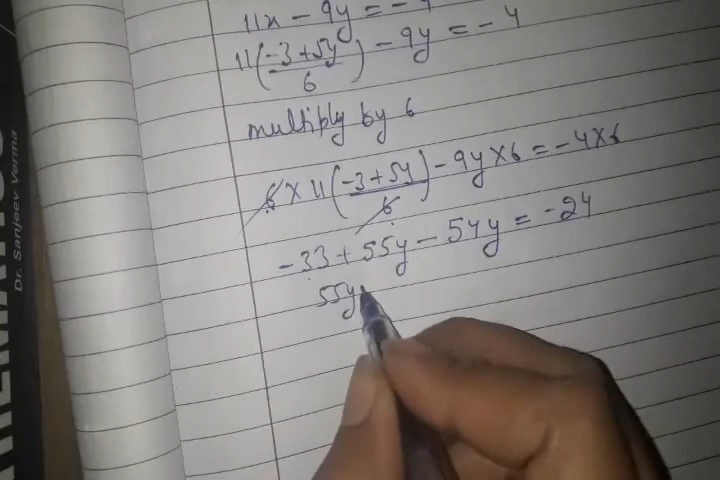 11x - 9y = - 4
11(-3+5y/6) - 9y = - 4
multiply by 6
6 × 11(-3+5y/6) - 9y×6 = -4×6
-33 + 55y - 54y = -24
55y
Dr. Sanjeev Verma